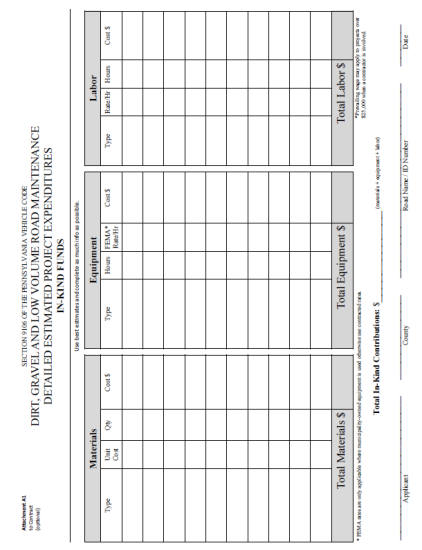 Attachment A1
to Contract
(optional)
SECTION 9106 OF THE PENNSYLVANIA VEHICLE CODE
DIRT, GRAVEL AND LOW VOLUME ROAD MAINTENANCE
DETAILED ESTIMATED PROJECT EXPENDITURES
IN-KIND FUNDS
Use best estimates and complete as much info as possible.
Materials Equipment Labor
Type Unit Cost Qty Cost $ Type Hours FEMA* Rate/Hr Cost $ Type Rate/Hr Hours Cost $
Total Materials $ Total Equipment $ Total Labor $
* FEMA rates are only applicable where municipality-owned equipment is used otherwise use contracted rates.
*Prevailing wage may apply to projects over
$25,000 when a contractor is involved.
Total In-Kind Contributions: $ (materials + equipment + labor)
Applicant County Road Name / ID Number Date